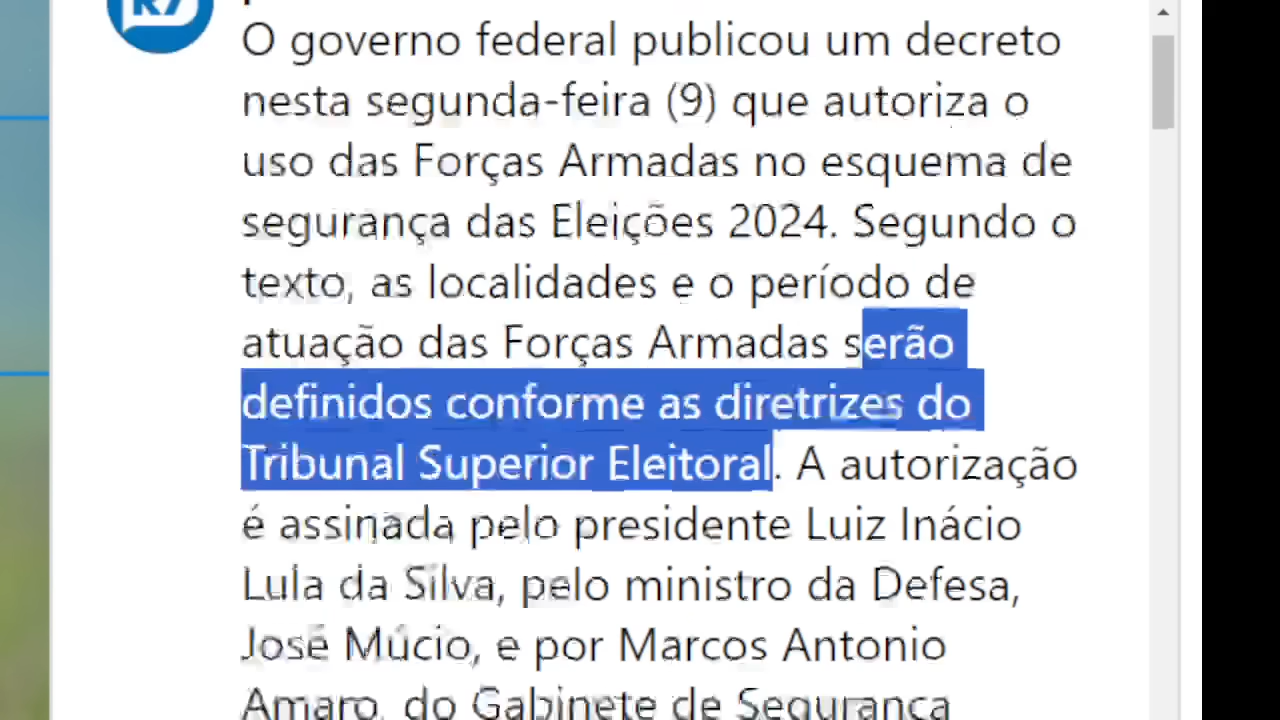 R7
O governo federal publicou um decreto
nesta segunda-feira (9) que autoriza o
uso das Forças Armadas no esquema de
segurança das Eleições 2024. Segundo o
texto, as localidades e o período de
atuação das Forças Armadas serão
definidos conforme as diretrizes do
Tribunal Superior Eleitoral. A autorização
é assinada pelo presidente Luiz Inácio
Lula da Silva, pelo ministro da Defesa,
José Múcio, e por Marcos Antonio
Amaro, do Gabinete de Segurança